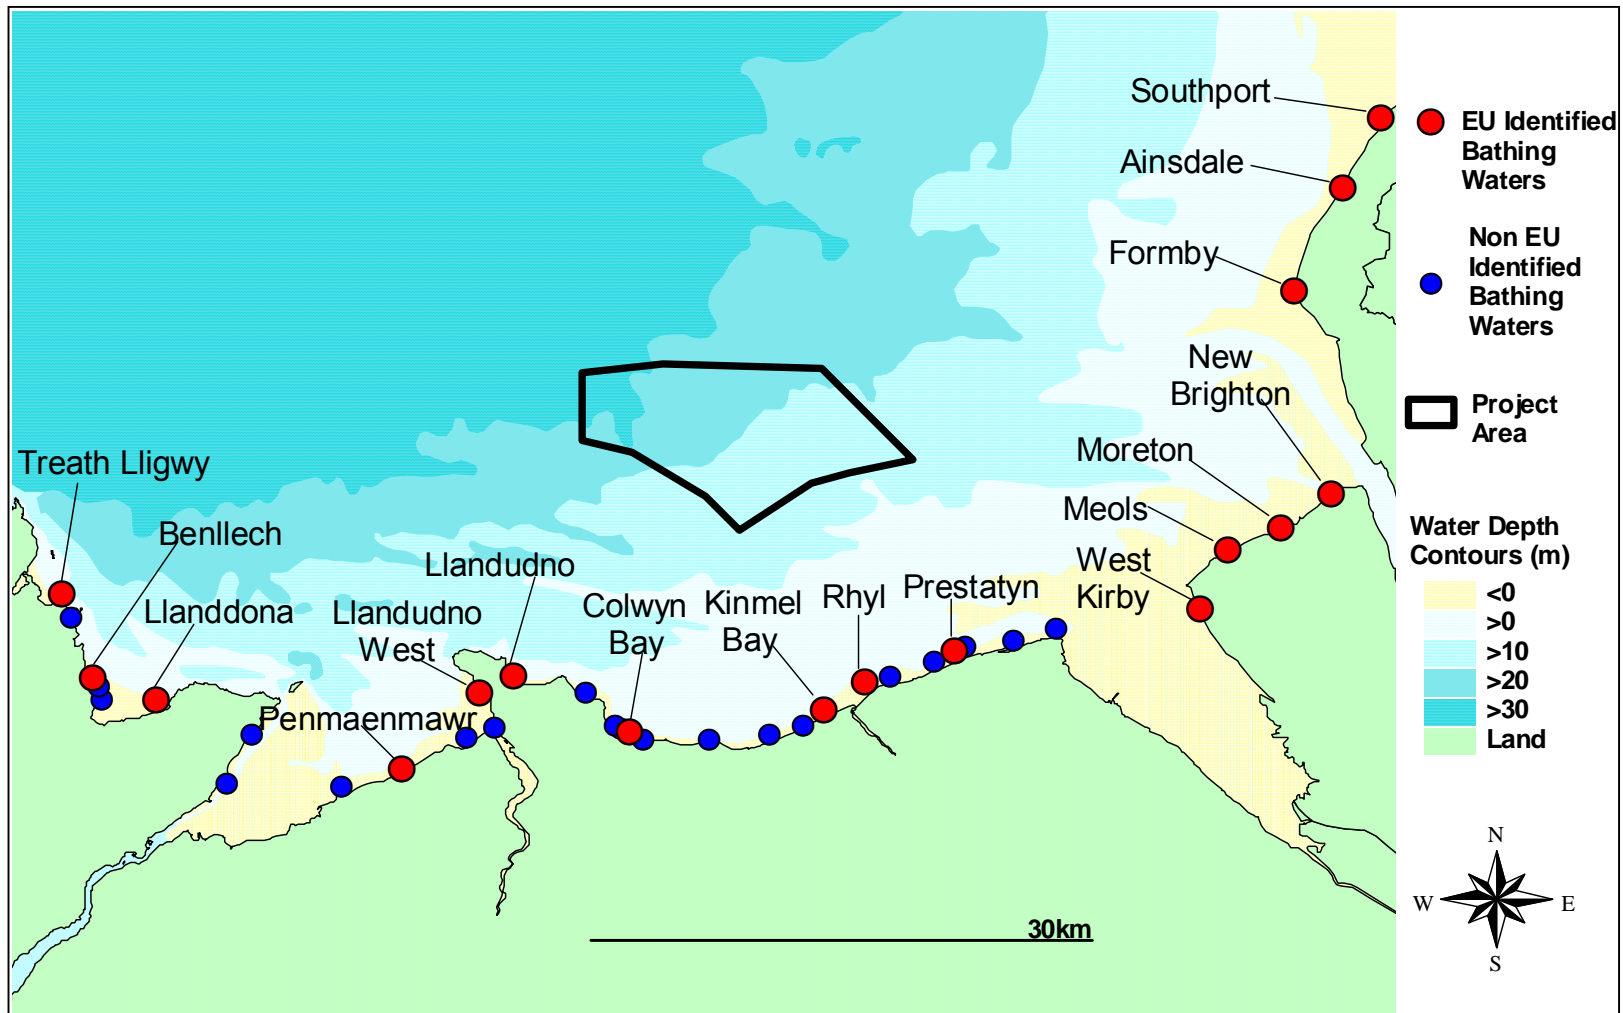 Southport
Ainsdale
Formby
New
Brighton
Moreton
Meols
West
Kirby
Treath Lligwy
Benllech
Llanddona
Llandudno
Llandudno
West
Penmaenmawr
Colwyn
Bay
Kinmel
Bay
Rhyl
Prestatyn
30km
EU Identified
Bathing
Waters
Non EU
Identified
Bathing
Waters
Project
Area
Water Depth
Contours (m)
<0
>0
>10
>20
>30
Land
N
W
E
S